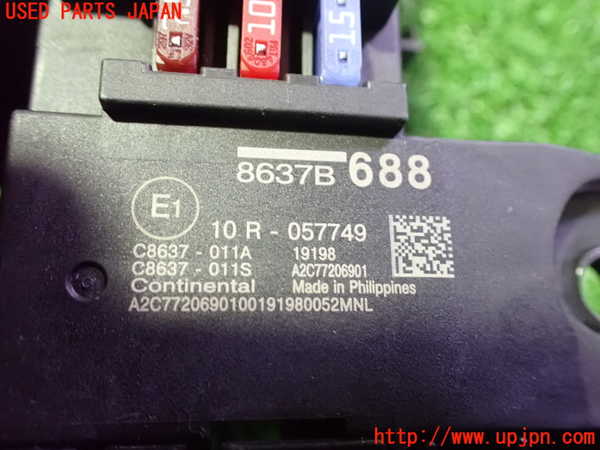 USED PARTS JAPAN
10
15
8637B 688
E1
10 R - 057749
C8637 - 011A 19198
C8637 - 011S A2C77206901
Continental Made in Philippines
A2C7720690100191980052MNL
http://www.upjpn.com